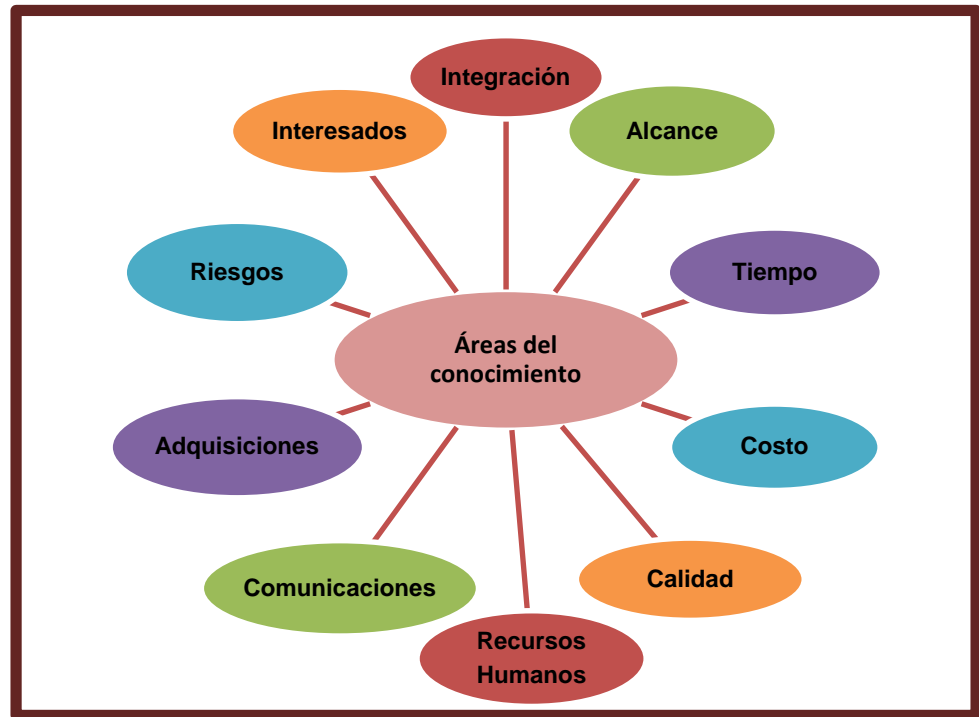 Integración
Interesados
Alcance
Riesgos
Tiempo
Áreas del
conocimiento
Adquisiciones
Costo
Comunicaciones
Calidad
Recursos
Humanos